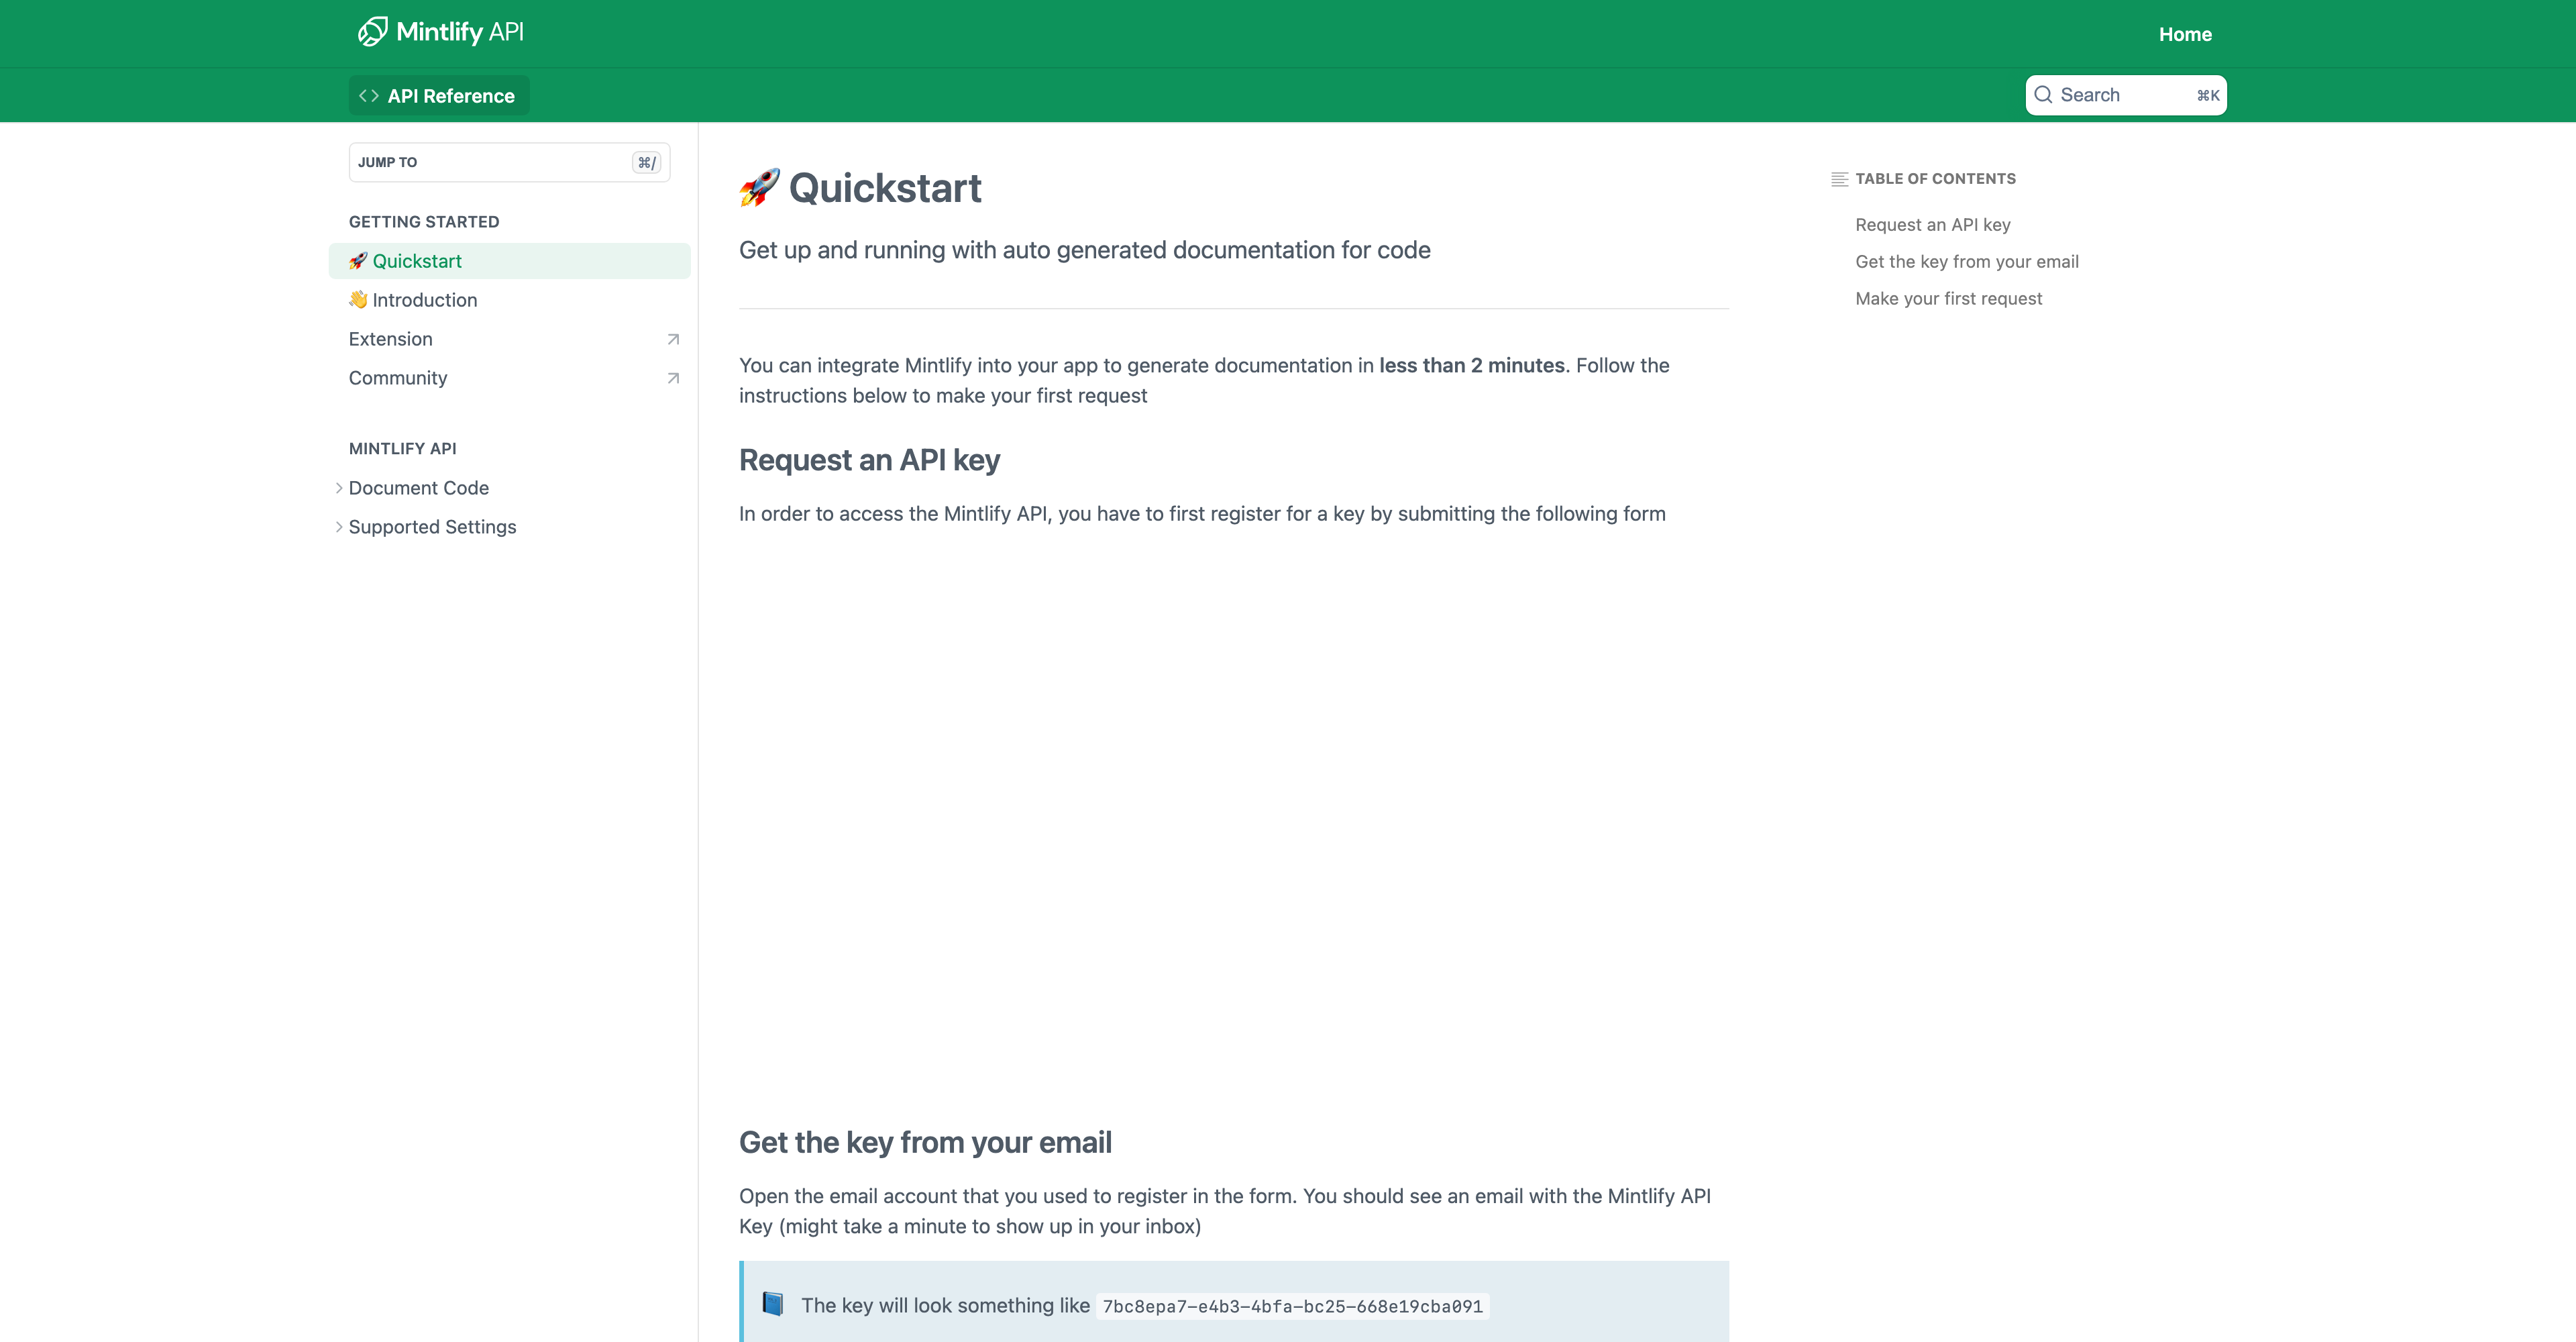 Mintlify API
Home
API Reference
Search
⌘K
JUMP TO
⌘/
GETTING STARTED
🚀 Quickstart
👋 Introduction
Extension
Community
MINTLIFY API
Document Code
Supported Settings
🚀 Quickstart
Get up and running with auto generated documentation for code
You can integrate Mintlify into your app to generate documentation in less than 2 minutes. Follow the
instructions below to make your first request
Request an API key
In order to access the Mintlify API, you have to first register for a key by submitting the following form
Get the key from your email
Open the email account that you used to register in the form. You should see an email with the Mintlify API
Key (might take a minute to show up in your inbox)
📘 The key will look something like 7bc8epa7-e4b3-4bfa-bc25-668e19cba091
TABLE OF CONTENTS
Request an API key
Get the key from your email
Make your first request